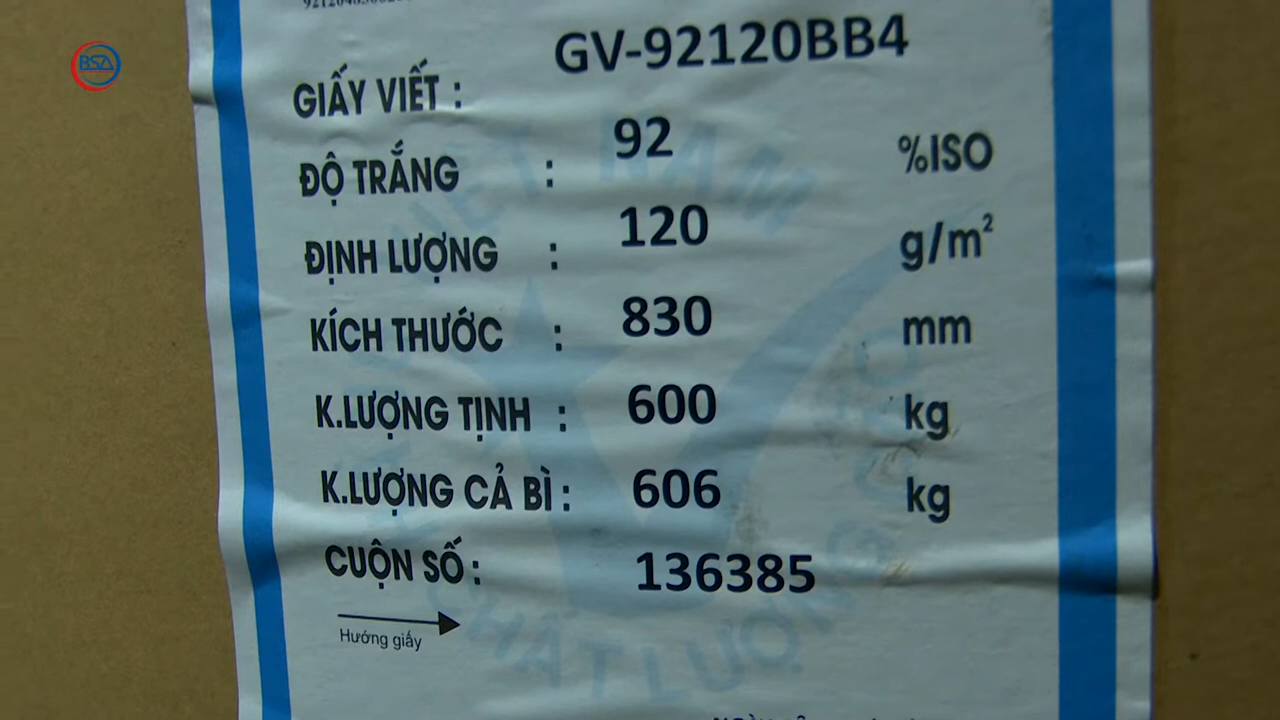 BSA
GIẤY VIẾT : GV-92120BB4
ĐỘ TRẮNG : 92 %ISO
ĐỊNH LƯỢNG : 120 g/m²
KÍCH THƯỚC : 830 mm
K.LƯỢNG TỊNH : 600 kg
K.LƯỢNG CẢ BÌ : 606 kg
CUỘN SỐ : 136385
Hướng giấy